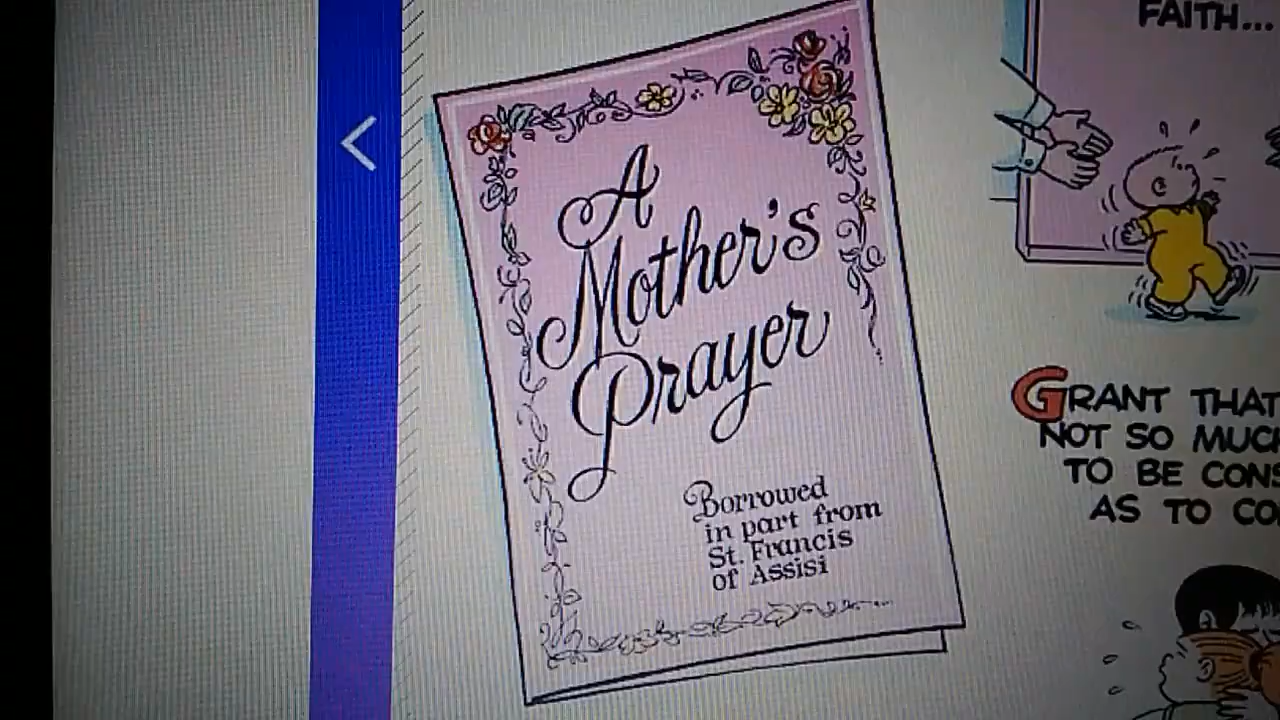 A
Mother's
Prayer
Borrowed
in part from
St. Francis
of Assisi
FAITH...
GRANT THAT
NOT SO MUCH
TO BE CONS
AS TO CO